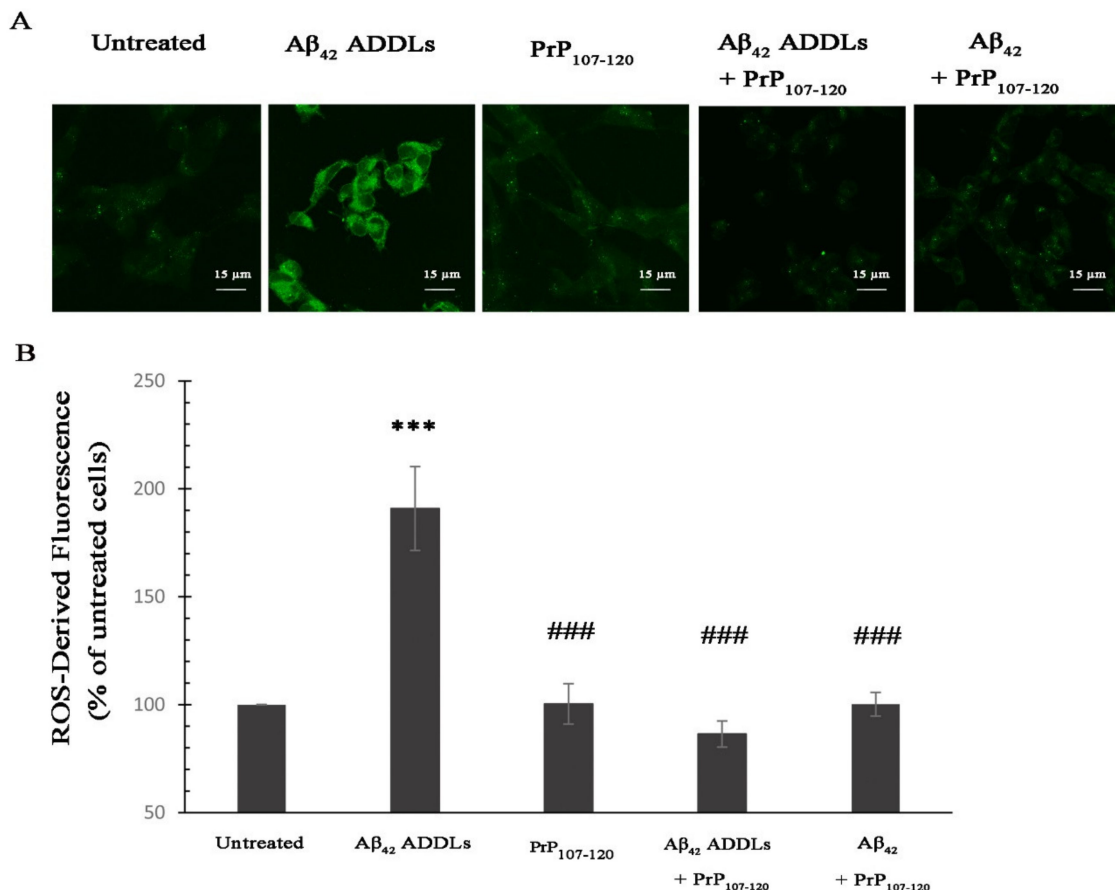 A
Untreated
Aβ₄₂ ADDLs
PrP₁₀₇₋₁₂₀
Aβ₄₂ ADDLs
+ PrP₁₀₇₋₁₂₀
Aβ₄₂
+ PrP₁₀₇₋₁₂₀
15 µm
15 µm
15 µm
15 µm
15 µm
B
ROS-Derived Fluorescence
(% of untreated cells)
250
200
150
100
50
***
###
###
###
Untreated
Aβ₄₂ ADDLs
PrP₁₀₇₋₁₂₀
Aβ₄₂ ADDLs
+ PrP₁₀₇₋₁₂₀
Aβ₄₂
+ PrP₁₀₇₋₁₂₀